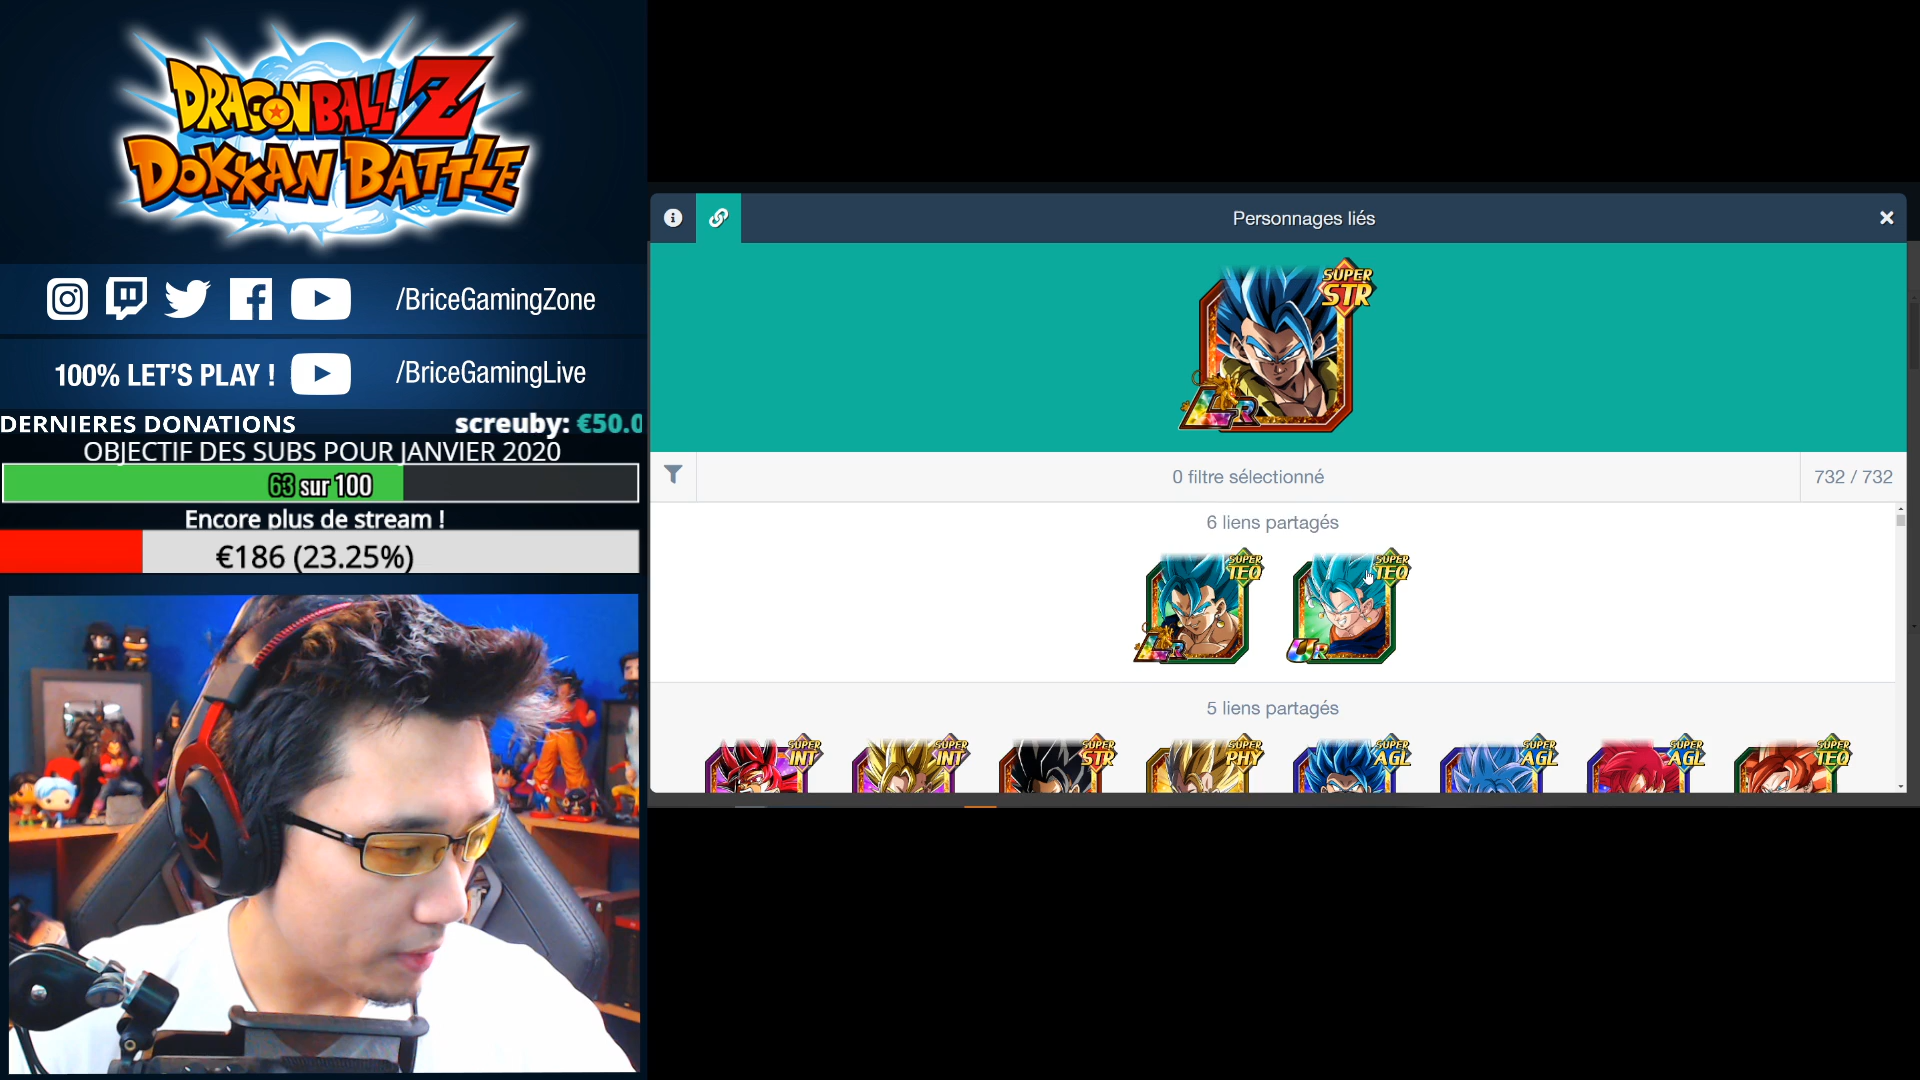 DRAGONBALL Z
DOKKAN BATTLE
/BriceGamingZone
100% LET'S PLAY !
/BriceGamingLive
DERNIERES DONATIONS
screuby: €50.0
OBJECTIF DES SUBS POUR JANVIER 2020
63 sur 100
Encore plus de stream !
€186 (23.25%)
Personnages liés
SUPER
STR
LR
0 filtre sélectionné
732 / 732
6 liens partagés
SUPER
TEQ
LR
SUPER
TEQ
UR
5 liens partagés
SUPER
INT
SUPER
INT
SUPER
STR
SUPER
PHY
SUPER
AGL
SUPER
AGL
SUPER
AGL
SUPER
TEQ